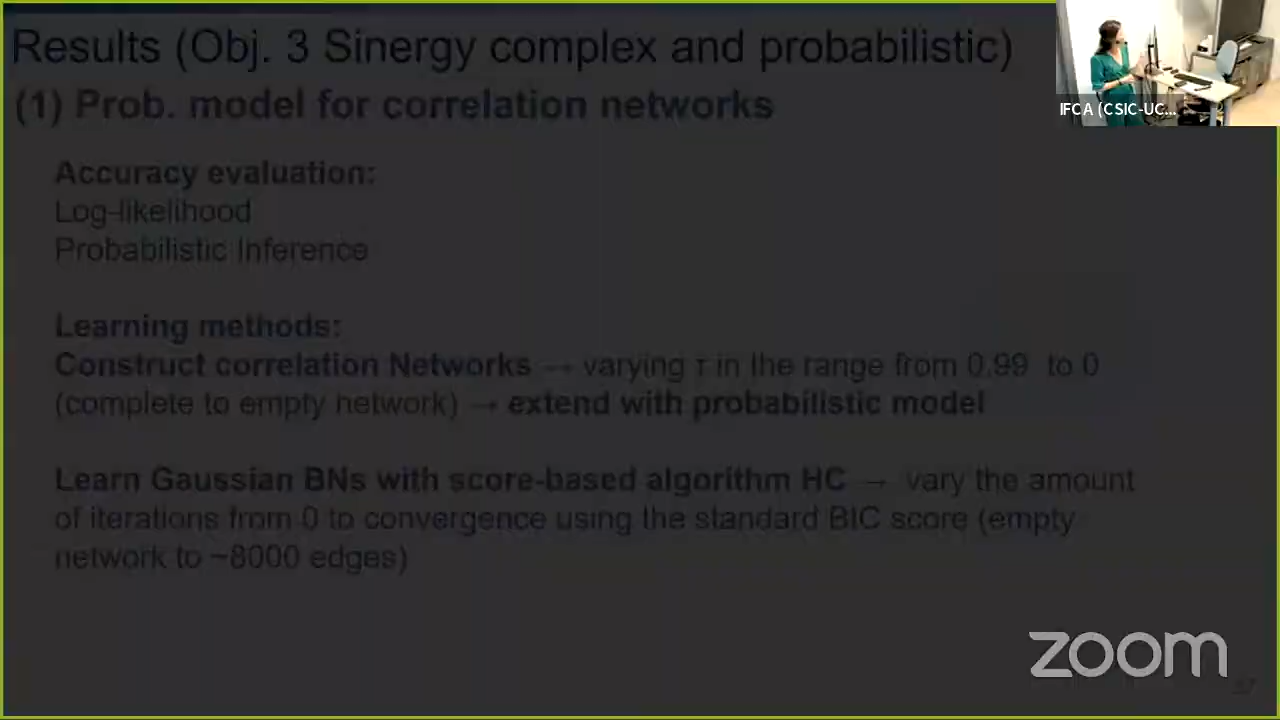 Results (Obj. 3 Sinergy complex and probabilistic)
(1) Prob. model for correlation networks
IFCA (CSIC-UC...
Accuracy evaluation:
Log-likelihood
Probabilistic Inference
Learning methods:
Construct correlation Networks → varying τ in the range from 0.99 to 0
(complete to empty network) → extend with probabilistic model
Learn Gaussian BNs with score-based algorithm HC → vary the amount
of iterations from 0 to convergence using the standard BIC score (empty
network to ~8000 edges)
zoom